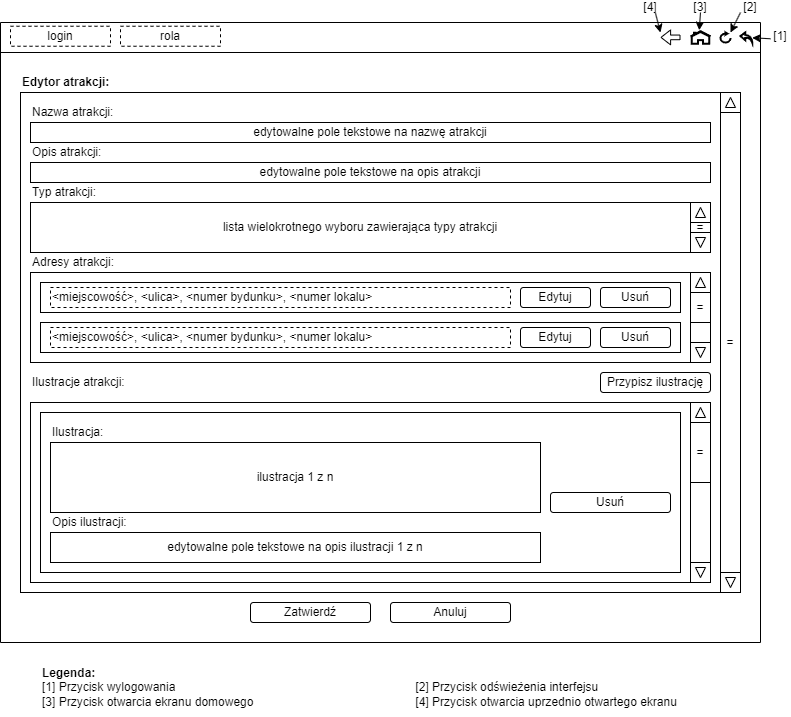 [4] [3] [2]
login rola [1]
Edytor atrakcji:
Nazwa atrakcji:
edytowalne pole tekstowe na nazwę atrakcji
Opis atrakcji:
edytowalne pole tekstowe na opis atrakcji
Typ atrakcji:
lista wielokrotnego wyboru zawierająca typy atrakcji
=
Adresy atrakcji:
<miejscowość>, <ulica>, <numer bydunku>, <numer lokalu> Edytuj Usuń
=
<miejscowość>, <ulica>, <numer bydunku>, <numer lokalu> Edytuj Usuń
=
Ilustracje atrakcji: Przypisz ilustrację
Ilustracja:
=
ilustracja 1 z n
Usuń
Opis ilustracji:
edytowalne pole tekstowe na opis ilustracji 1 z n
Zatwierdź Anuluj
Legenda:
[1] Przycisk wylogowania [2] Przycisk odświeżenia interfejsu
[3] Przycisk otwarcia ekranu domowego [4] Przycisk otwarcia uprzednio otwartego ekranu